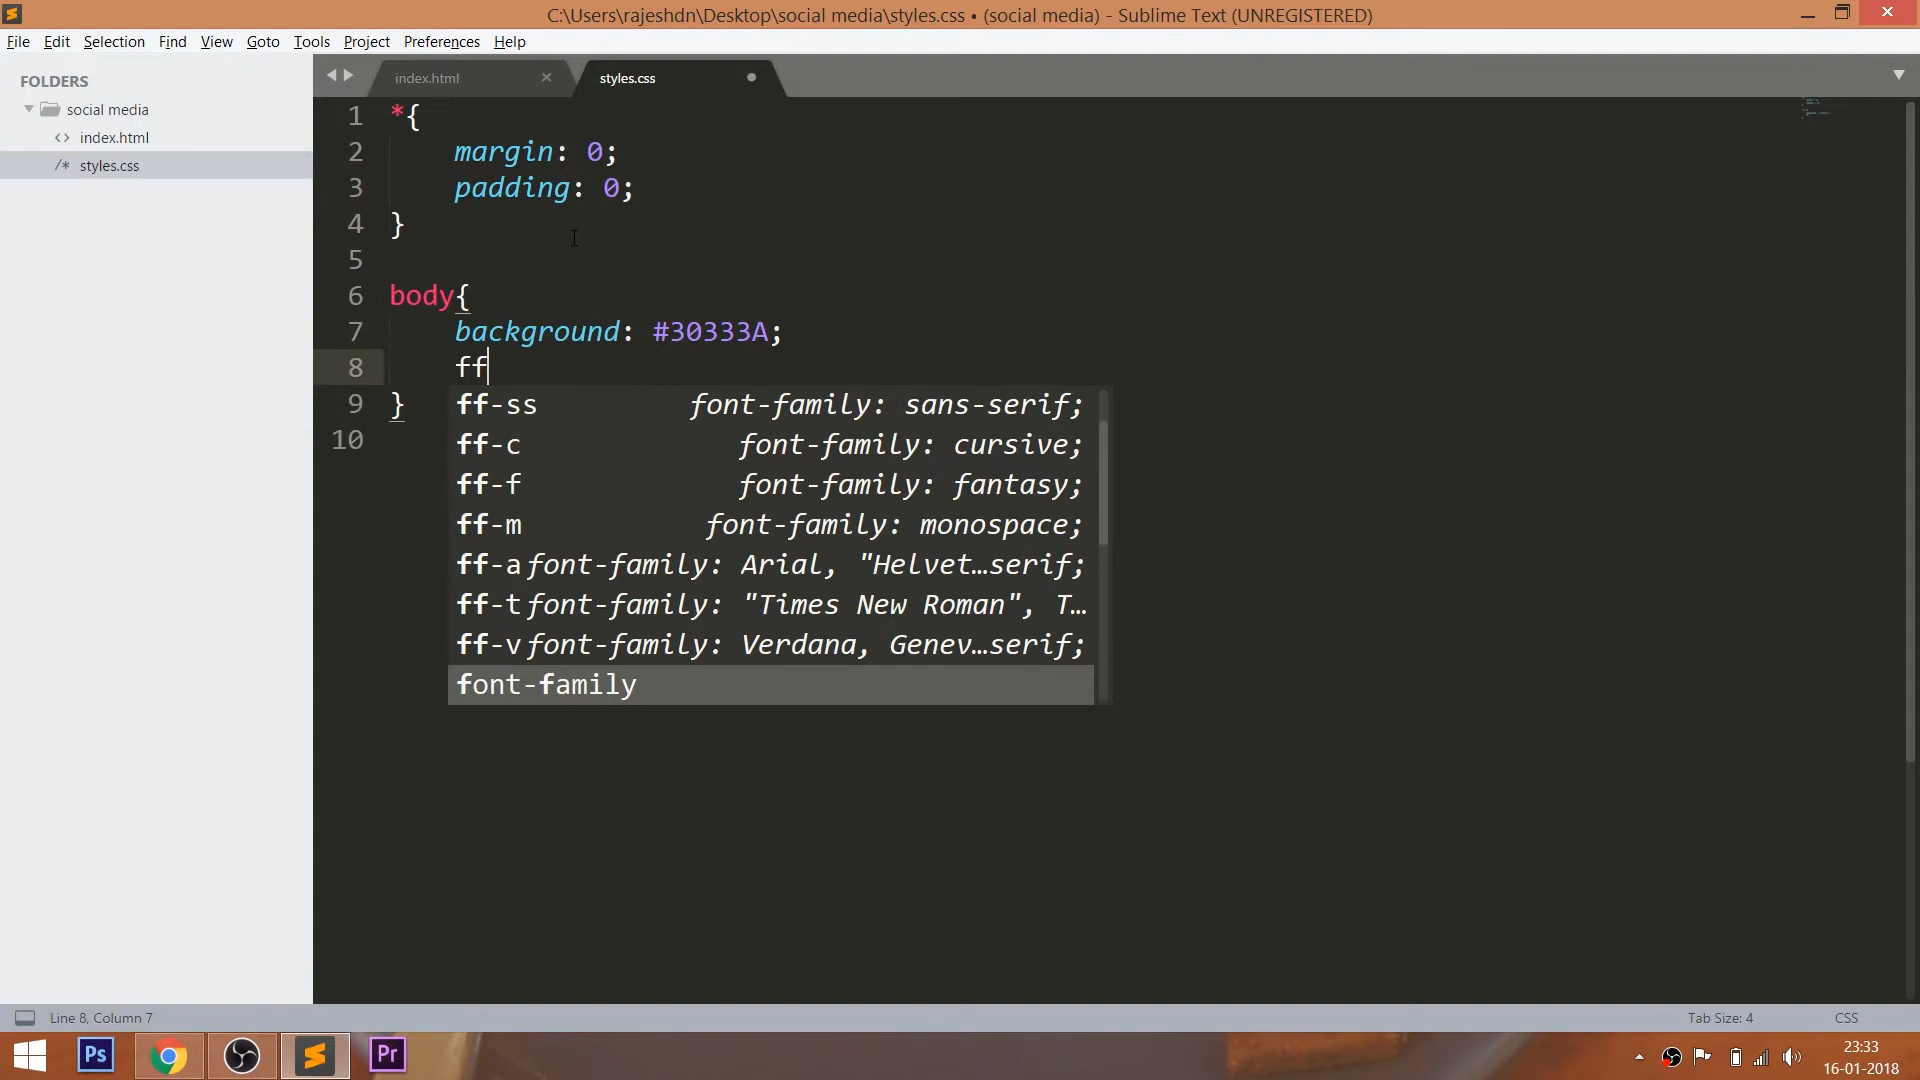 C:\Users\rajeshdn\Desktop\social media\styles.css • (social media) - Sublime Text (UNREGISTERED)
File Edit Selection Find View Goto Tools Project Preferences Help
FOLDERS
social media
<> index.html
/* styles.css
index.html × styles.css
1 *{
2 margin: 0;
3 padding: 0;
4 }
5
6 body{
7 background: #30333A;
8 ff
9 }
10
ff-ss font-family: sans-serif;
ff-c font-family: cursive;
ff-f font-family: fantasy;
ff-m font-family: monospace;
ff-a font-family: Arial, "Helvet…serif;
ff-t font-family: "Times New Roman", T…
ff-v font-family: Verdana, Genev…serif;
font-family
Line 8, Column 7 Tab Size: 4 CSS
Ps Pr
23:33
16-01-2018